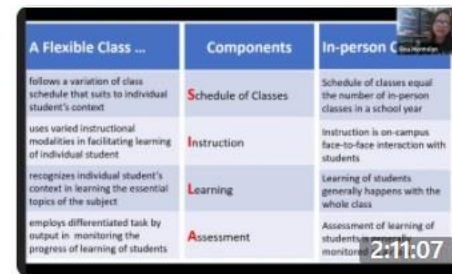 A Flexible Class ...
Components
In-person
follows a variation of class
schedule that suits to individual
student's context
Schedule of Classes
Schedule of classes equal
the number of in-person
classes in a school year
uses varied instructional
modalities in facilitating learning
of individual student
Instruction
Instruction is on-campus
face-to-face interaction with
students
recognizes individual student's
context in learning the essential
topics of the subject
Learning
Learning of students
generally happens with the
whole class
employs differentiated task by
output in monitoring the
progress of learning of students
Assessment
Assessment of learning of
students is
monitored
2:11:07